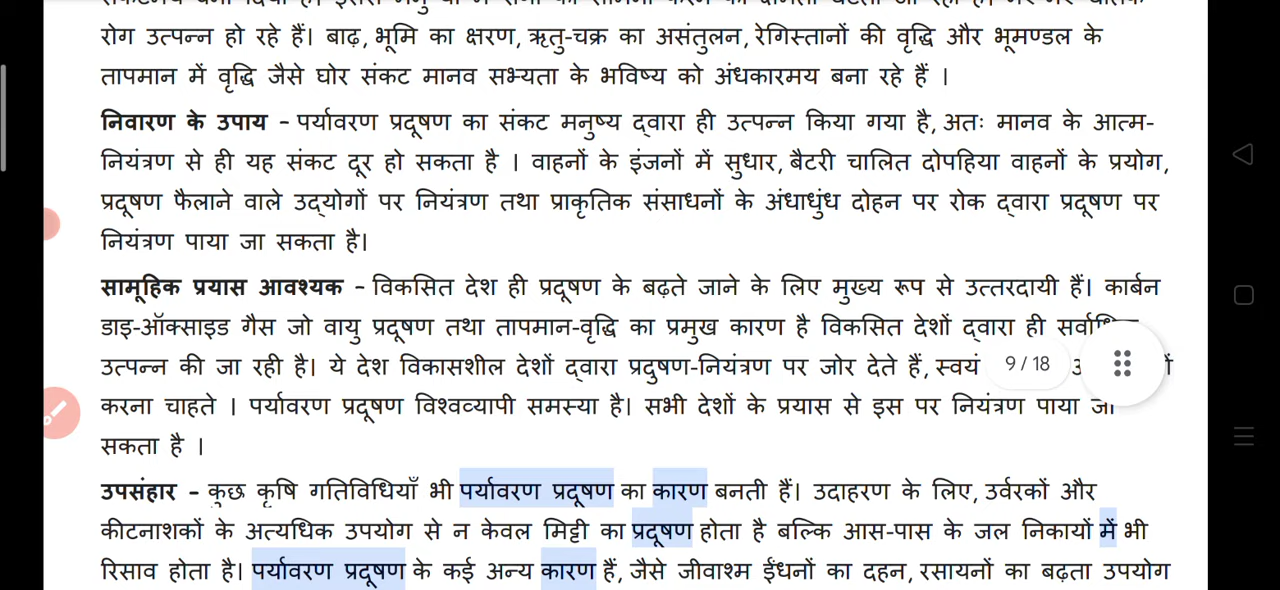 रोग उत्पन्न हो रहे हैं। बाढ़, भूमि का क्षरण, ऋतु-चक्र का असंतुलन, रेगिस्तानों की वृद्धि और भूमण्डल के
तापमान में वृद्धि जैसे घोर संकट मानव सभ्यता के भविष्य को अंधकारमय बना रहे हैं ।
निवारण के उपाय – पर्यावरण प्रदूषण का संकट मनुष्य द्वारा ही उत्पन्न किया गया है, अतः मानव के आत्म-
नियंत्रण से ही यह संकट दूर हो सकता है । वाहनों के इंजनों में सुधार, बैटरी चालित दोपहिया वाहनों के प्रयोग,
प्रदूषण फैलाने वाले उद्योगों पर नियंत्रण तथा प्राकृतिक संसाधनों के अंधाधुंध दोहन पर रोक द्वारा प्रदूषण पर
नियंत्रण पाया जा सकता है।
सामूहिक प्रयास आवश्यक – विकसित देश ही प्रदूषण के बढ़ते जाने के लिए मुख्य रूप से उत्तरदायी हैं। कार्बन
डाइ-ऑक्साइड गैस जो वायु प्रदूषण तथा तापमान-वृद्धि का प्रमुख कारण है विकसित देशों द्वारा ही सर्वाधिक
उत्पन्न की जा रही है। ये देश विकासशील देशों द्वारा प्रदुषण-नियंत्रण पर जोर देते हैं, स्वयं
9 / 18
करना चाहते । पर्यावरण प्रदूषण विश्वव्यापी समस्या है। सभी देशों के प्रयास से इस पर नियंत्रण पाया जा
सकता है ।
उपसंहार – कुछ कृषि गतिविधियाँ भी पर्यावरण प्रदूषण का कारण बनती हैं। उदाहरण के लिए, उर्वरकों और
कीटनाशकों के अत्यधिक उपयोग से न केवल मिट्टी का प्रदूषण होता है बल्कि आस-पास के जल निकायों में भी
रिसाव होता है। पर्यावरण प्रदूषण के कई अन्य कारण हैं, जैसे जीवाश्म ईंधनों का दहन, रसायनों का बढ़ता उपयोग